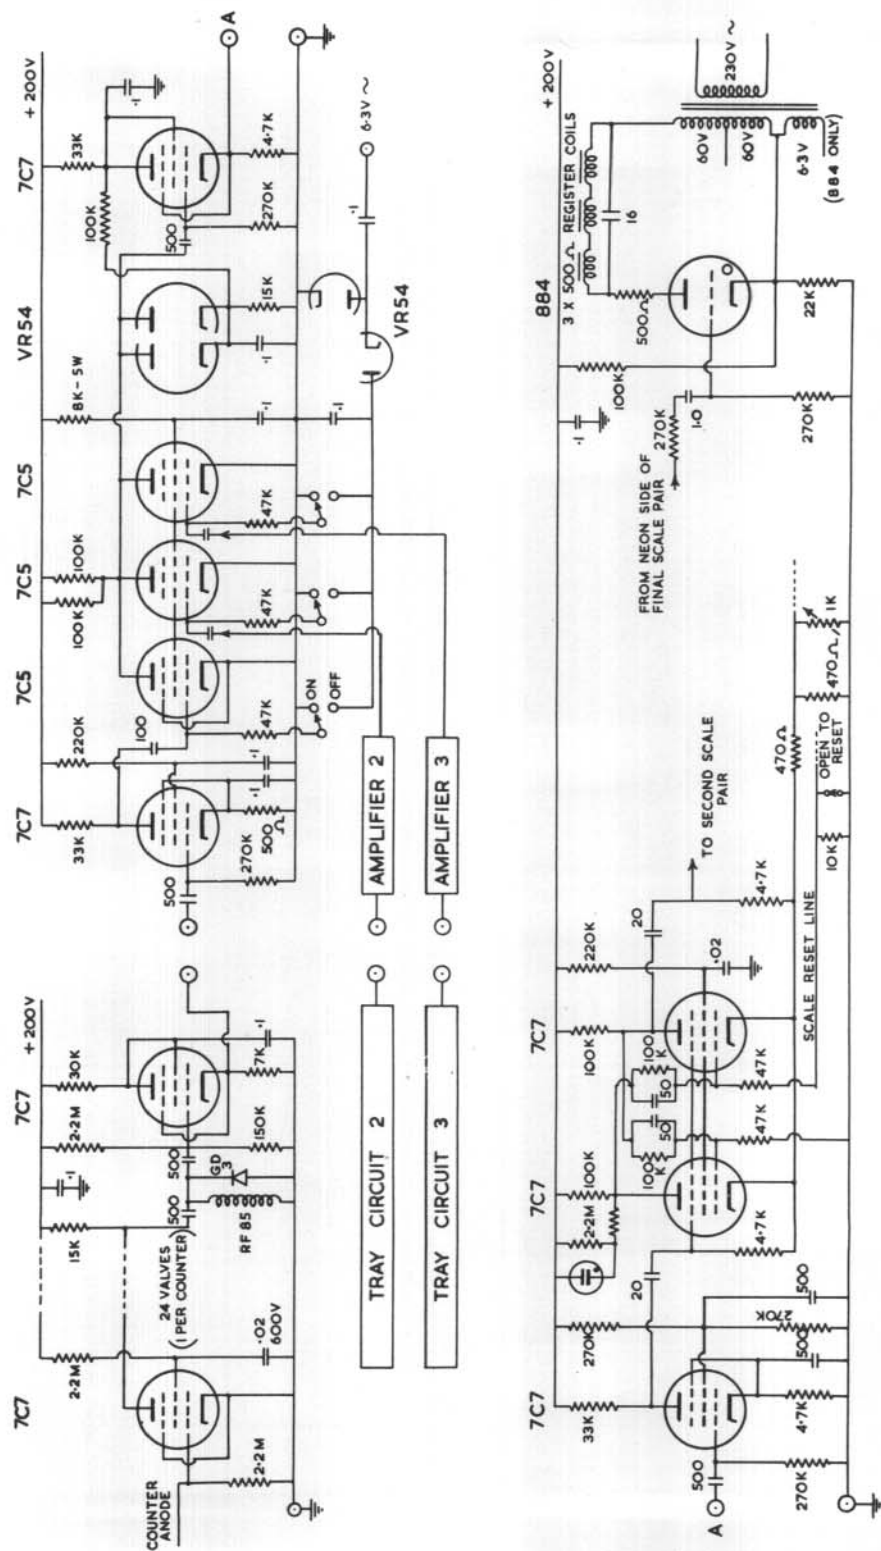 7C7
7C7
+ 200V
7C7
7C5
7C5
7C5
VR54
7C7
+ 200V
2·2M
15K
·1
2·2M
30K
33K
220K
100K
100K
8K-5W
100K
33K
·1
COUNTER ANODE
24 VALVES
(1 PER COUNTER)
500
500
GD
3
500
100
500
A
2·2M
·02
600V
RF 85
150K
7K
·1
270K
500Ω
·1
·1
47K
47K
47K
·1
·1
·1
15K
270K
4·7K
ON
OFF
VR54
·1
6·3V ~
TRAY CIRCUIT 2
AMPLIFIER 2
TRAY CIRCUIT 3
AMPLIFIER 3
7C7
7C7
7C7
884
+ 200V
33K
270K
2·2M
100K
100K
220K
·1
100K
3 X 500Ω REGISTER COILS
16
500Ω
230V ~
60V
60V
6·3V
(884 ONLY)
20
100
K
50
50
100
K
20
TO SECOND SCALE
PAIR
FROM NEON SIDE OF
FINAL SCALE PAIR
270K
1·0
A
500
270K
4·7K
500
270K
500
4·7K
47K
47K
·02
4·7K
SCALE RESET LINE
470Ω
10K
OPEN TO
RESET
470Ω
1K
270K
22K